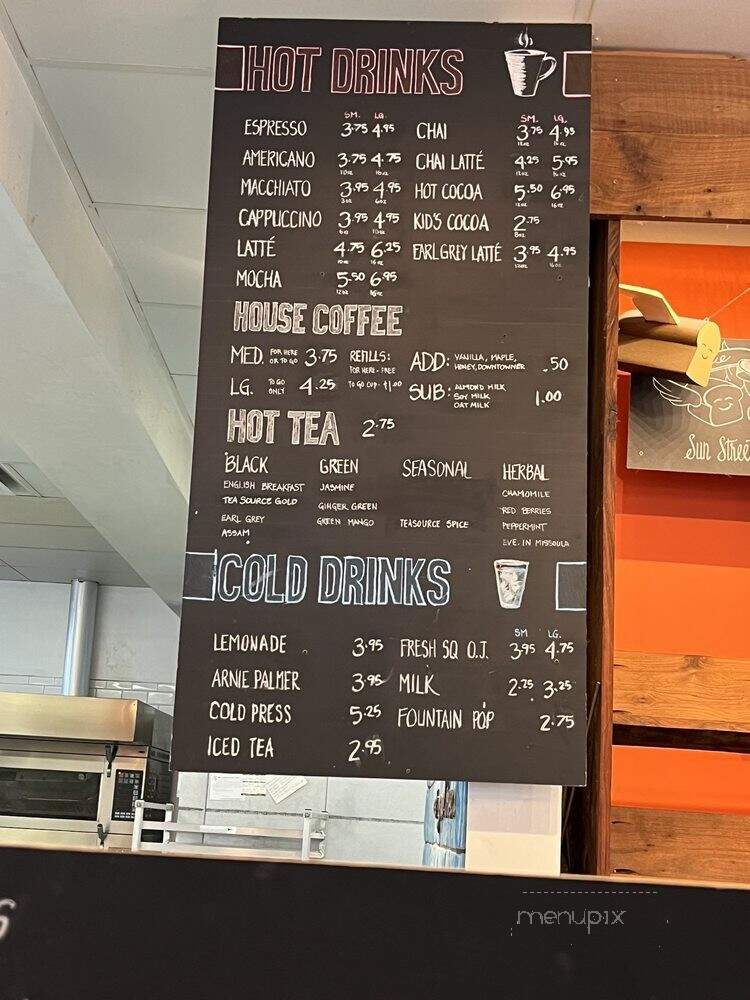 HOT DRINKS
SM. LG.
ESPRESSO 3.75 4.95
AMERICANO 3.75 4.75
MACCHIATO 3.95 4.95
CAPPUCCINO 3.95 4.95
LATTÉ 4.75 6.25
MOCHA 5.50 6.95
12oz 16oz
SM. LG.
CHAI 3.75 4.95
CHAI LATTÉ 4.25 5.95
HOT COCOA 5.50 6.95
12oz 16oz
KID'S COCOA 2.75
8oz
EARL GREY LATTÉ 3.95 4.95
HOUSE COFFEE
MED. FOR HERE OR TO GO 3.75
LG. TO GO ONLY 4.25
REFILLS:
FOR HERE - FREE
TO GO CUP - $1.00
ADD: VANILLA, MAPLE, HONEY, DOWNTOWNER .50
SUB: ALMOND MILK SOY MILK OAT MILK 1.00
HOT TEA 2.75
BLACK
ENGLISH BREAKFAST
TEA SOURCE GOLD
EARL GREY
ASSAM
GREEN
JASMINE
GINGER GREEN
GREEN MANGO
SEASONAL
TEASOURCE SPICE
HERBAL
CHAMOMILE
RED BERRIES
PEPPERMINT
EVE. IN MISSOULA
COLD DRINKS
LEMONADE 3.95
ARNIE PALMER 3.95
COLD PRESS 5.25
ICED TEA 2.95
SM LG.
FRESH SQ O.J. 3.95 4.75
MILK 2.25 3.25
FOUNTAIN POP 2.75
Sun Stree
menupix